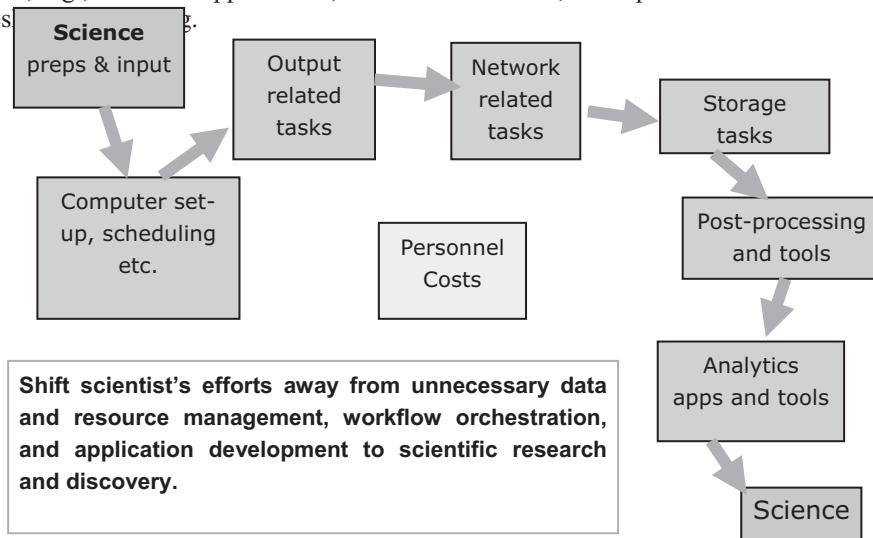 Science
preps & input
Output
related
tasks
Network
related
tasks
Storage
tasks
Computer set-
up, scheduling
etc.
Personnel
Costs
Post-processing
and tools
Analytics
apps and tools
Shift scientist's efforts away from unnecessary data
and resource management, workflow orchestration,
and application development to scientific research
and discovery.
Science